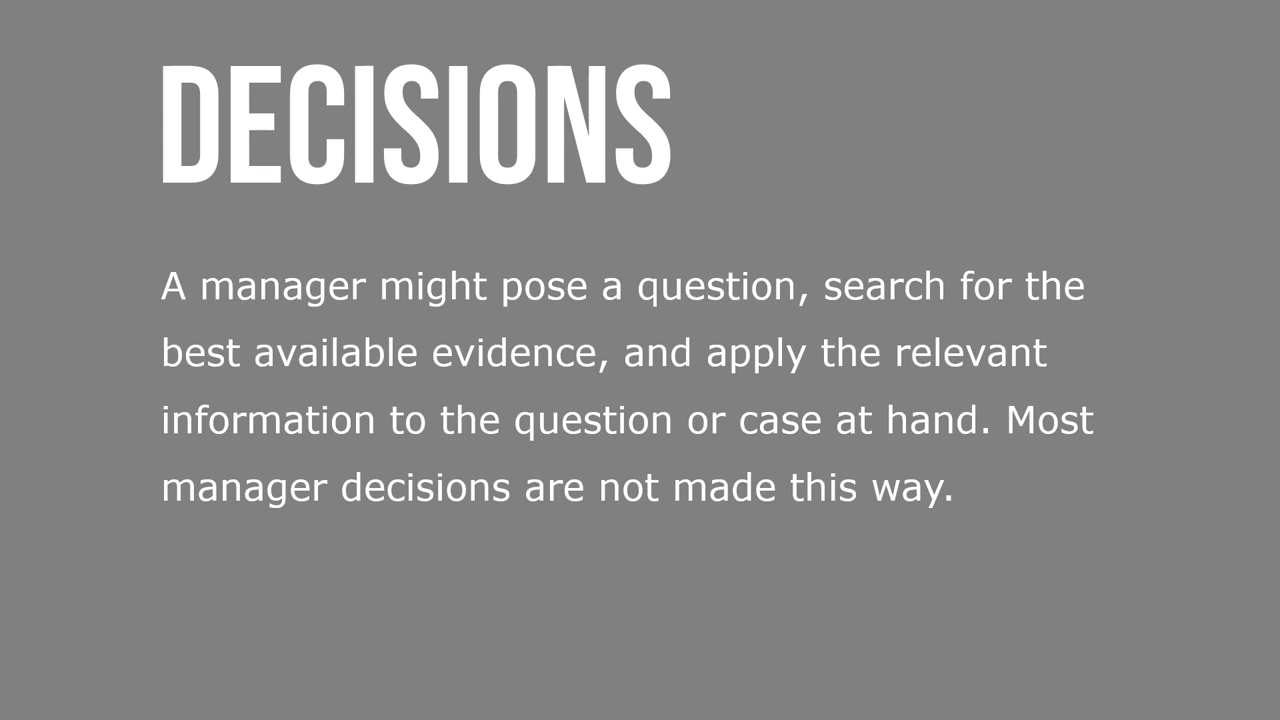 DECISIONS
A manager might pose a question, search for the
best available evidence, and apply the relevant
information to the question or case at hand. Most
manager decisions are not made this way.